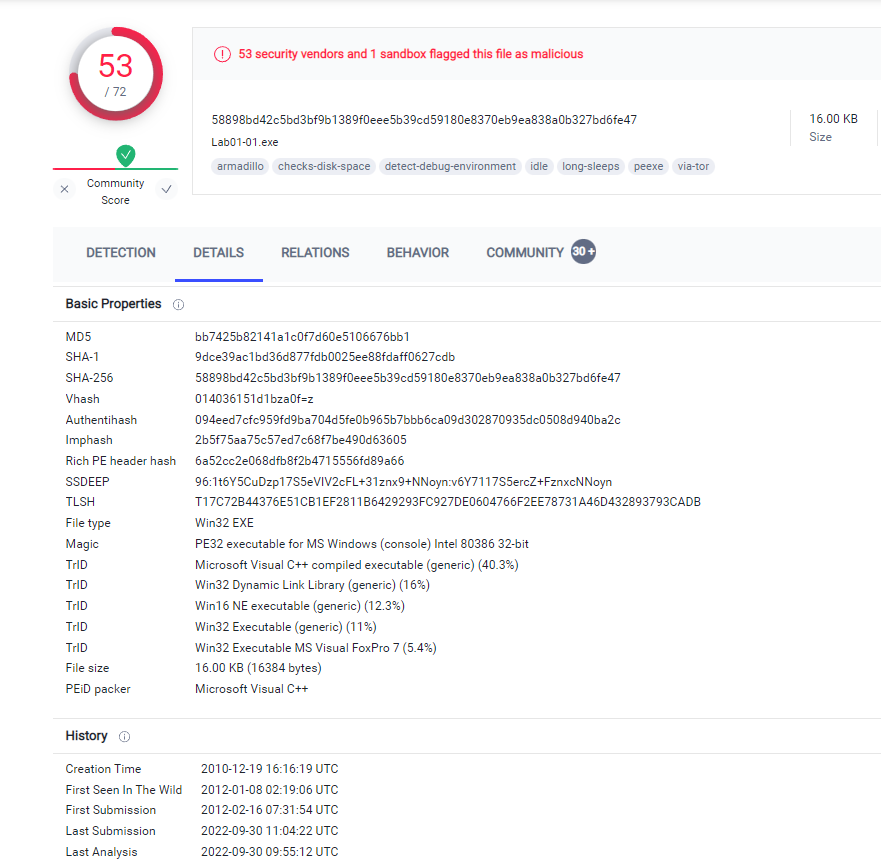 53
/ 72
53 security vendors and 1 sandbox flagged this file as malicious
58898bd42c5bd3bf9b1389f0eee5b39cd59180e8370eb9ea838a0b327bd6fe47
Lab01-01.exe
armadillo checks-disk-space detect-debug-environment idle long-sleeps peexe via-tor
16.00 KB
Size
Community
Score
DETECTION DETAILS RELATIONS BEHAVIOR COMMUNITY 30+
Basic Properties
MD5 bb7425b82141a1c0f7d60e5106676bb1
SHA-1 9dce39ac1bd36d877fdb0025ee88fdaff0627cdb
SHA-256 58898bd42c5bd3bf9b1389f0eee5b39cd59180e8370eb9ea838a0b327bd6fe47
Vhash 014036151d1bza0f=z
Authentihash 094eed7cfc959fd9ba704d5fe0b965b7bbb6ca09d302870935dc0508d940ba2c
Imphash 2b5f75aa75c57ed7c68f7be490d63605
Rich PE header hash 6a52cc2e068dfb8f2b4715556fd89a66
SSDEEP 96:1t6Y5CuDzp17S5eVIV2cFL+31znx9+NNoyn:v6Y7117S5ercZ+FznxcNNoyn
TLSH T17C72B44376E51CB1EF2811B6429293FC927DE0604766F2EE78731A46D432893793CADB
File type Win32 EXE
Magic PE32 executable for MS Windows (console) Intel 80386 32-bit
TrID Microsoft Visual C++ compiled executable (generic) (40.3%)
TrID Win32 Dynamic Link Library (generic) (16%)
TrID Win16 NE executable (generic) (12.3%)
TrID Win32 Executable (generic) (11%)
TrID Win32 Executable MS Visual FoxPro 7 (5.4%)
File size 16.00 KB (16384 bytes)
PEiD packer Microsoft Visual C++
History
Creation Time 2010-12-19 16:16:19 UTC
First Seen In The Wild 2012-01-08 02:19:06 UTC
First Submission 2012-02-16 07:31:54 UTC
Last Submission 2022-09-30 11:04:22 UTC
Last Analysis 2022-09-30 09:55:12 UTC